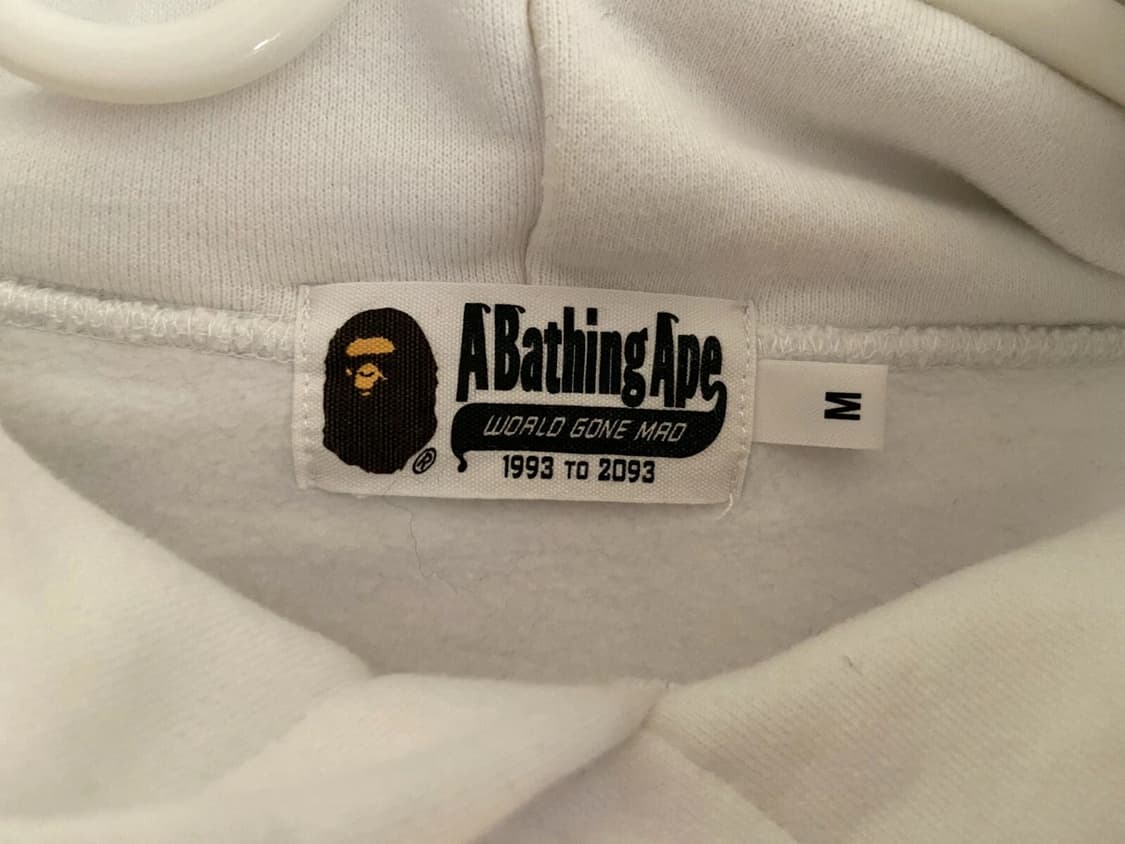 A Bathing Ape
WORLD GONE MAD
1993 TO 2093
®
M